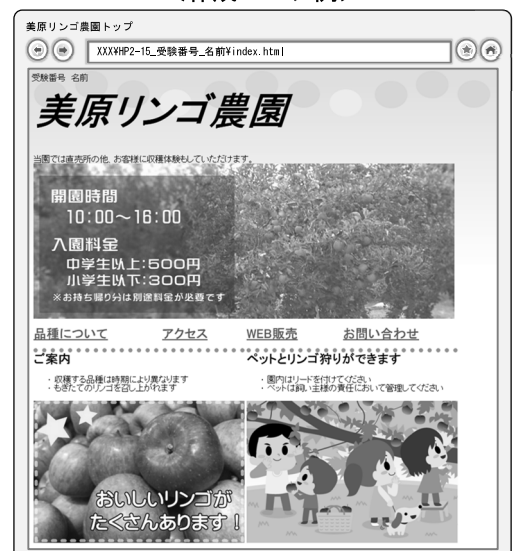 美原リンゴ農園トップ
XXX¥HP2-15_受験番号_名前¥index.html
受験番号 名前
美原リンゴ農園
当園では直売所の他、お客様に収穫体験もしていただけます。
開園時間
10:00～16:00
入園料金
中学生以上:500円
小学生以下:300円
※お持ち帰り分は別途料金が必要です
品種について アクセス WEB販売 お問い合わせ
ご案内
・収穫する品種は時期により異なります
・もぎたてのリンゴを召し上がれます
ペットとリンゴ狩りができます
・園内はリードを付けてください
・ペットは飼い主様の責任において管理してください
おいしいリンゴが
たくさんあります！